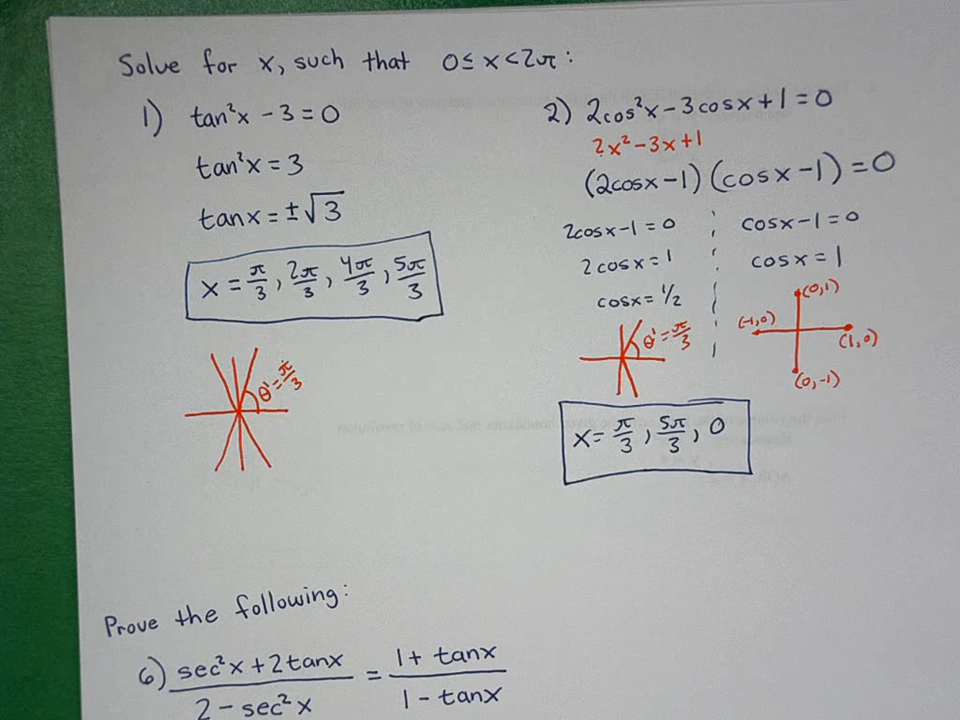 Solve for x, such that 0 ≤ x < 2π :
1) tan²x - 3 = 0
tan²x = 3
tanx = ±√3
x = π/3, 2π/3, 4π/3, 5π/3
θ' = π/3
2) 2cos²x - 3cosx + 1 = 0
2x² - 3x + 1
(2cosx - 1)(cosx - 1) = 0
2cosx - 1 = 0
2cosx = 1
cosx = 1/2
θ' = π/3
cosx - 1 = 0
cosx = 1
(0,1)
(-1,0)
(1,0)
(0,-1)
x = π/3, 5π/3, 0
Prove the following:
6) (sec²x + 2tanx)/(2 - sec²x) = (1 + tanx)/(1 - tanx)